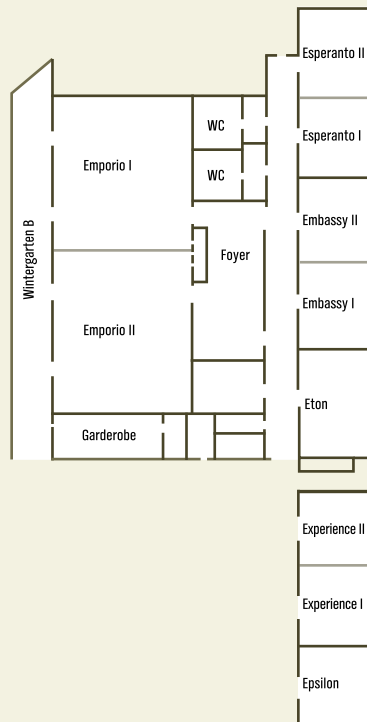 Esperanto II
WC
Esperanto I
Emporio I
WC
Embassy II
Wintergarten B
Foyer
Embassy I
Emporio II
Eton
Garderobe
Experience II
Experience I
Epsilon